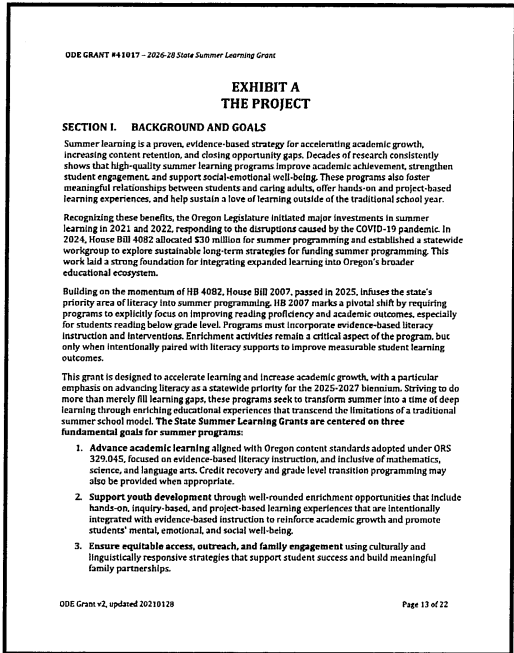 ODE GRANT #41017 – 2026-28 State Summer Learning Grant
EXHIBIT A
THE PROJECT
SECTION I. BACKGROUND AND GOALS
Summer learning is a proven, evidence-based strategy for accelerating academic growth,
increasing content retention, and closing opportunity gaps. Decades of research consistently
shows that high-quality summer learning programs improve academic achievement, strengthen
student engagement, and support social-emotional well-being. These programs also foster
meaningful relationships between students and caring adults, offer hands-on and project-based
learning experiences, and help sustain a love of learning outside of the traditional school year.
Recognizing these benefits, the Oregon Legislature initiated major investments in summer
learning in 2021 and 2022, responding to the disruptions caused by the COVID-19 pandemic. In
2024, House Bill 4082 allocated $30 million for summer programming and established a statewide
workgroup to explore sustainable long-term strategies for funding summer programming. This
work laid a strong foundation for integrating expanded learning into Oregon's broader
educational ecosystem.
Building on the momentum of HB 4082, House Bill 2007, passed in 2025, infuses the state's
priority area of literacy into summer programming. HB 2007 marks a pivotal shift by requiring
programs to explicitly focus on improving reading proficiency and academic outcomes, especially
for students reading below grade level. Programs must incorporate evidence-based literacy
instruction and interventions. Enrichment activities remain a critical aspect of the program, but
only when intentionally paired with literacy supports to improve measurable student learning
outcomes.
This grant is designed to accelerate learning and increase academic growth, with a particular
emphasis on advancing literacy as a statewide priority for the 2025-2027 biennium. Striving to do
more than merely fill learning gaps, these programs seek to transform summer into a time of deep
learning through enriching educational experiences that transcend the limitations of a traditional
summer school model. The State Summer Learning Grants are centered on three
fundamental goals for summer programs:
1. Advance academic learning aligned with Oregon content standards adopted under ORS
329.045, focused on evidence-based literacy instruction, and inclusive of mathematics,
science, and language arts. Credit recovery and grade level transition programming may
also be provided when appropriate.
2. Support youth development through well-rounded enrichment opportunities that include
hands-on, inquiry-based, and project-based learning experiences that are intentionally
integrated with evidence-based instruction to reinforce academic growth and promote
students' mental, emotional, and social well-being.
3. Ensure equitable access, outreach, and family engagement using culturally and
linguistically responsive strategies that support student success and build meaningful
family partnerships.
ODE Grant v2, updated 20210128
Page 13 of 22